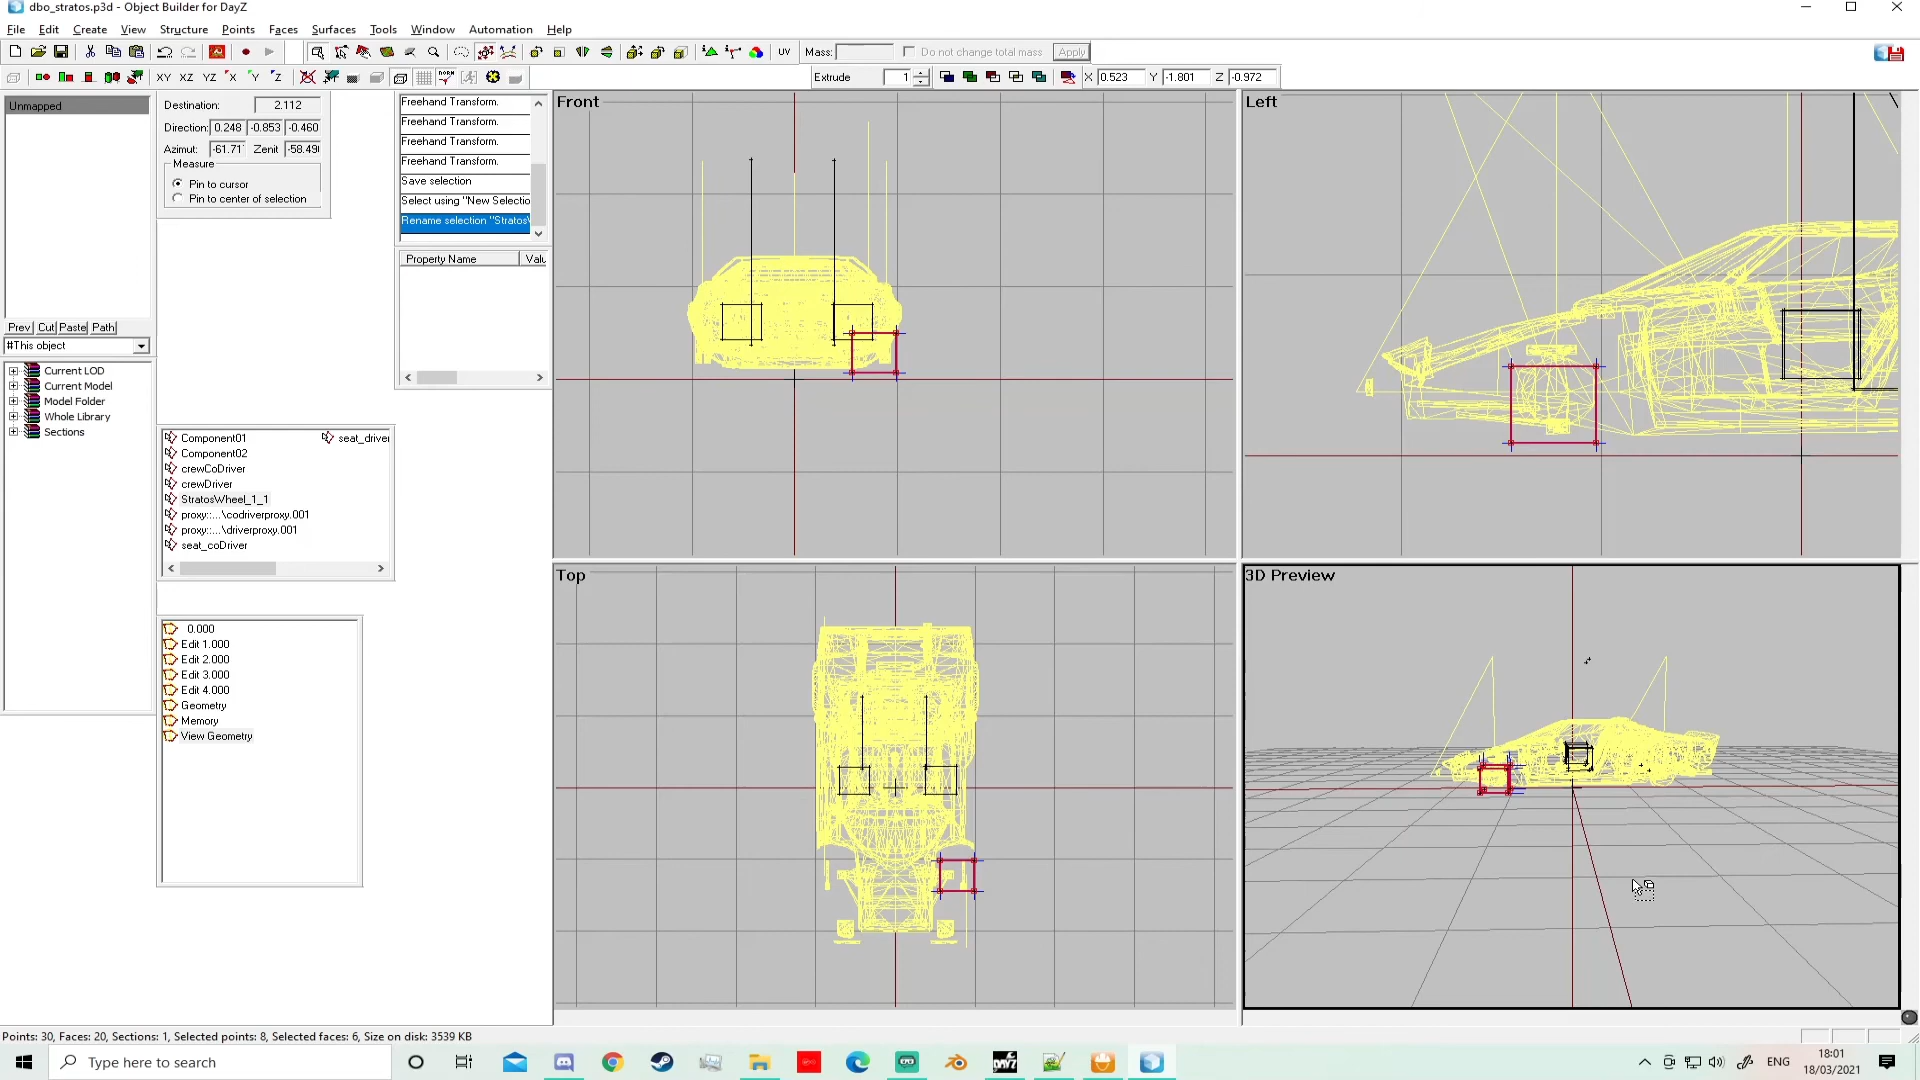 dbo_stratos.p3d - Object Builder for DayZ
File Edit Create View Structure Points Faces Surfaces Tools Window Automation Help
UV Mass: Do not change total mass Apply
XY XZ YZ X Y Z NORM Extrude 1 X 0.523 Y -1.801 Z -0.972
Unmapped
Prev Cut Paste Path
#This object
Current LOD
Current Model
Model Folder
Whole Library
Sections
Destination: 2.112
Direction: 0.248 -0.853 -0.460
Azimut: -61.71 Zenit -58.49
Measure
Pin to cursor
Pin to center of selection
Freehand Transform.
Freehand Transform.
Freehand Transform.
Freehand Transform.
Save selection
Select using "New Selectio
Rename selection "Stratos
Property Name Valu
Component01
Component02
crewCoDriver
crewDriver
StratosWheel_1_1
proxy:...\codriverproxy.001
proxy:...\driverproxy.001
seat_coDriver
seat_driver
0.000
Edit 1.000
Edit 2.000
Edit 3.000
Edit 4.000
Geometry
Memory
View Geometry
Front
Left
Top
3D Preview
Points: 30, Faces: 20, Sections: 1, Selected points: 8, Selected faces: 6, Size on disk: 3539 KB
Type here to search
DAYZ
ENG
18:01
18/03/2021